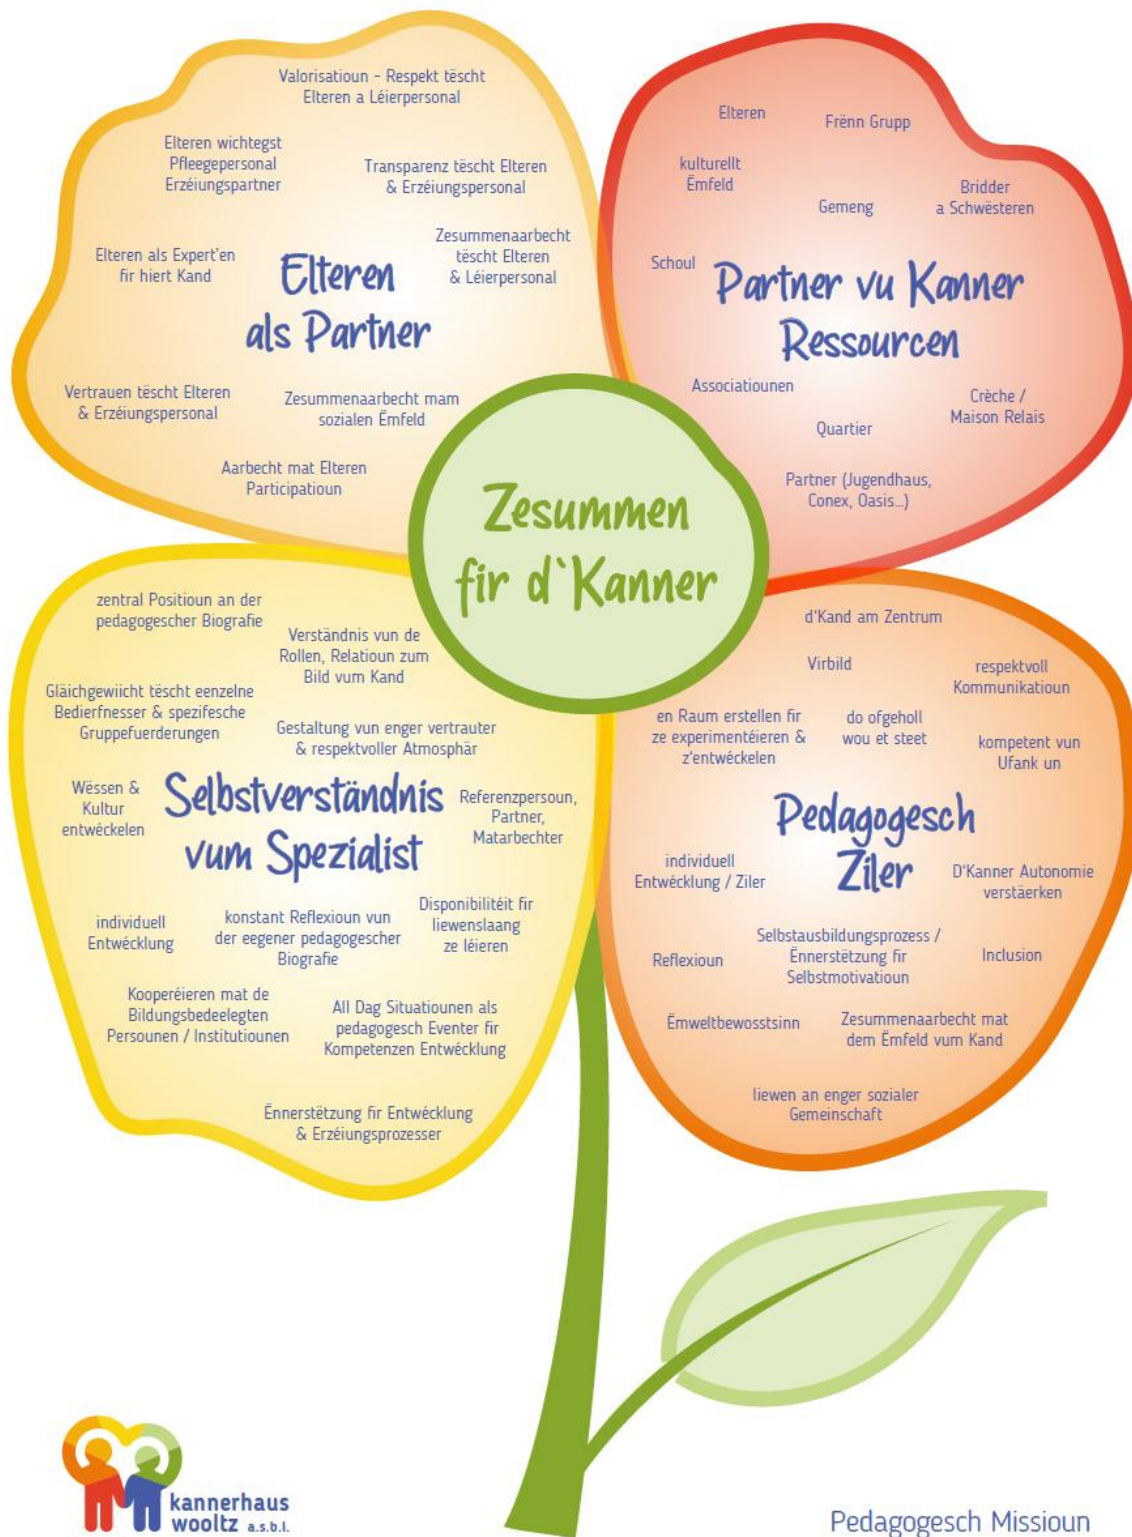 Valorisatioun - Respekt tëscht
Elteren a Léierpersonal
Elteren wichtegst
Pfleegepersonal
Erzéiungspartner
Transparenz tëscht Elteren
& Erzéiungspersonal
Zesummenaarbecht
tëscht Elteren
& Léierpersonal
Elteren als Expert'en
fir hiert Kand
Elteren
als Partner
Vertrauen tëscht Elteren
& Erzéiungspersonal
Zesummenaarbecht mam
sozialen Ëmfeld
Aarbecht mat Elteren
Participatioun
Elteren
Frënn Grupp
kulturellt
Ëmfeld
Bridder
a Schwësteren
Gemeng
Schoul
Partner vu Kanner
Ressourcen
Associatiounen
Crèche /
Maison Relais
Quartier
Partner (Jugendhaus,
Conex, Oasis...)
Zesummen
fir d`Kanner
zentral Positioun an der
pedagogescher Biografie
Verständnis vun de
Rollen, Relatioun zum
Bild vum Kand
Gläichgewiicht tëscht eenzelne
Bedierfnesser & spezifesche
Gruppefuerderungen
Gestaltung vun enger vertrauter
& respektvoller Atmosphär
Wëssen &
Kultur
entwéckelen
Selbstverständnis
vum Spezialist
Referenzpersoun,
Partner,
Matarbechter
individuell
Entwécklung
konstant Reflexioun vun
der eegener pedagogescher
Biografie
Disponibilitéit fir
liewenslaang
ze léieren
Kooperéieren mat de
Bildungsbedeelegten
Persounen / Institutiounen
All Dag Situatiounen als
pedagogesch Eventer fir
Kompetenzen Entwécklung
Ënnerstëtzung fir Entwécklung
& Erzéiungsprozesser
d'Kand am Zentrum
Virbild
respektvoll
Kommunikatioun
en Raum erstellen fir
ze experimentéieren &
z'entwéckelen
do ofgeholl
wou et steet
kompetent vun
Ufank un
Pedagogesch
Ziler
individuell
Entwécklung / Ziler
D'Kanner Autonomie
verstäerken
Reflexioun
Selbstausbildungsprozess /
Ënnerstëtzung fir
Selbstmotivatioun
Inclusion
Ëmweltbewosstsinn
Zesummenaarbecht mat
dem Ëmfeld vum Kand
liewen an enger sozialer
Gemeinschaft
kannerhaus
wooltz a.s.b.l.
Pedagogesch Missioun